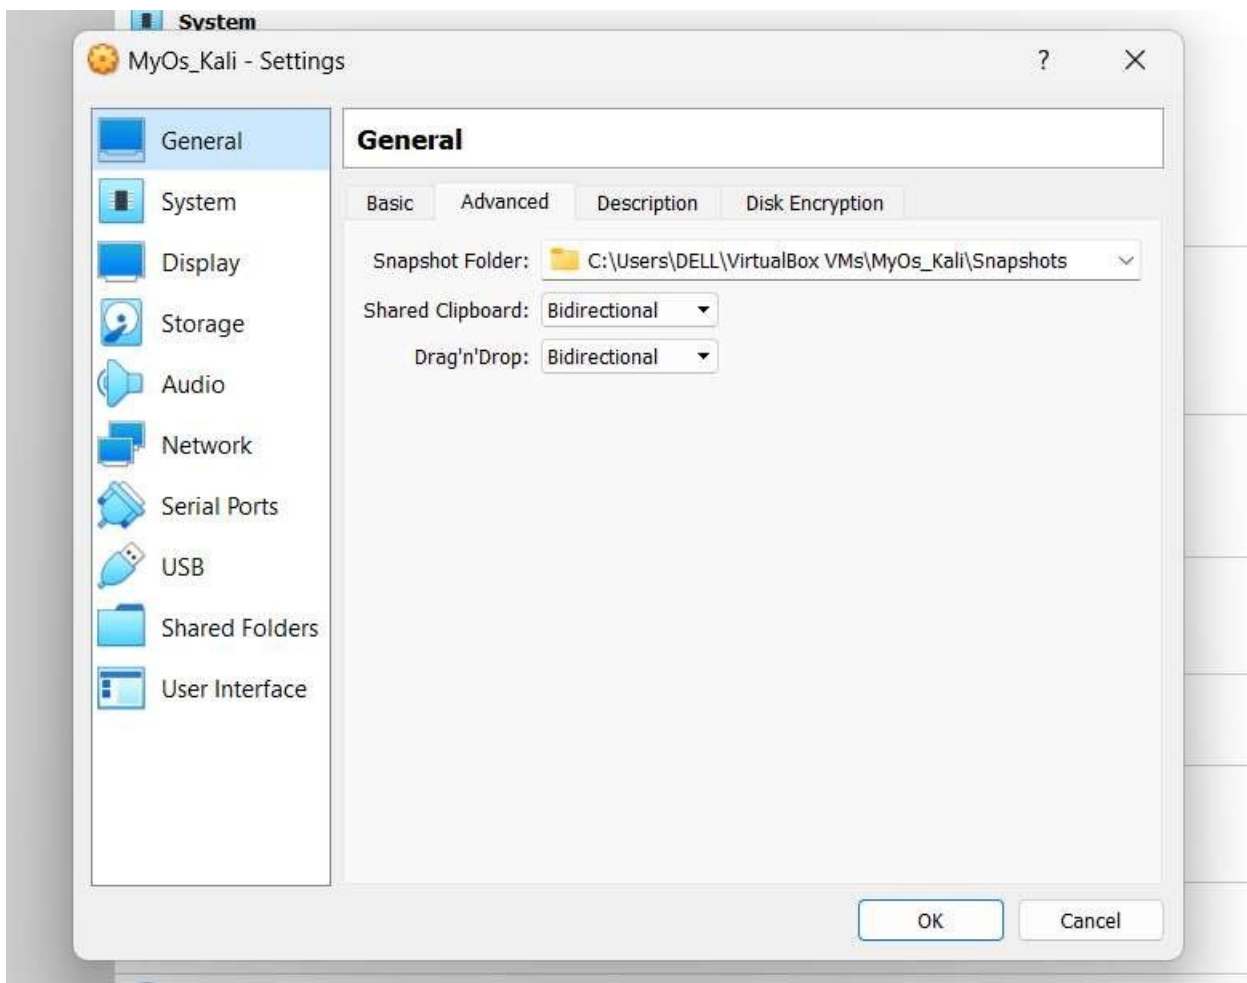 System
MyOs_Kali - Settings
?
General
System
Display
Storage
Audio
Network
Serial Ports
USB
Shared Folders
User Interface
General
Basic Advanced Description Disk Encryption
Snapshot Folder: C:\Users\DELL\VirtualBox VMs\MyOs_Kali\Snapshots
Shared Clipboard: Bidirectional
Drag'n'Drop: Bidirectional
OK Cancel